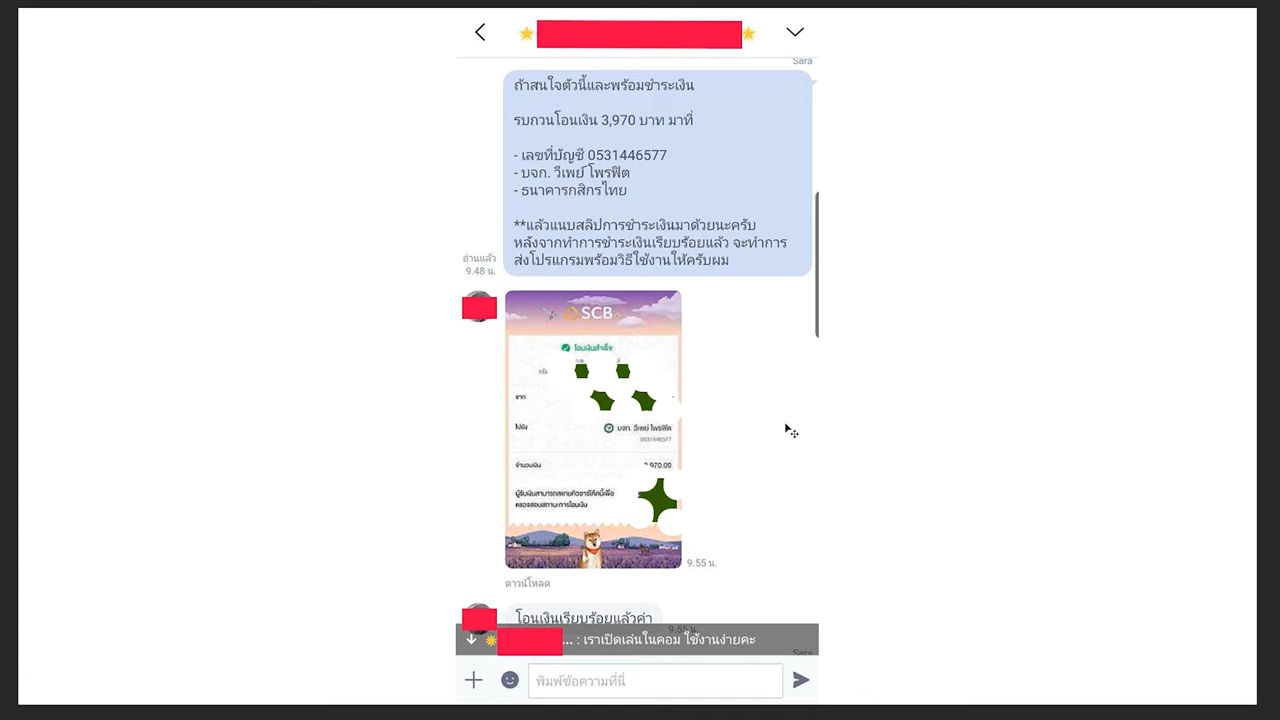 Sara
ถ้าสนใจตัวนี้และพร้อมชำระเงิน
รบกวนโอนเงิน 3,970 บาท มาที่
- เลขที่บัญชี 0531446577
- บจก. วีเพย์ โพรฟิต
- ธนาคารกสิกรไทย
**แล้วแนบสลิปการชำระเงินมาด้วยนะครับ
หลังจากทำการชำระเงินเรียบร้อยแล้ว จะทำการ
ส่งโปรแกรมพร้อมวิธีใช้งานให้ครับผม
อ่านแล้ว
9.48 น.
SCB
โอนเงินสำเร็จ
จาก
ไปยัง
บจก. วีเพย์ โพรฟิต
0531446577
จำนวนเงิน
970.00
ผู้รับเงินสามารถสแกนคิวอาร์โค้ดนี้เพื่อ
ตรวจสอบสถานะการโอนเงิน
9.55 น.
ดาวน์โหลด
โอนเงินเรียบร้อยแล้วค่า
9.55 น.
... : เราเปิดเล่นในคอม ใช้งานง่ายคะ
Sara
พิมพ์ข้อความที่นี่